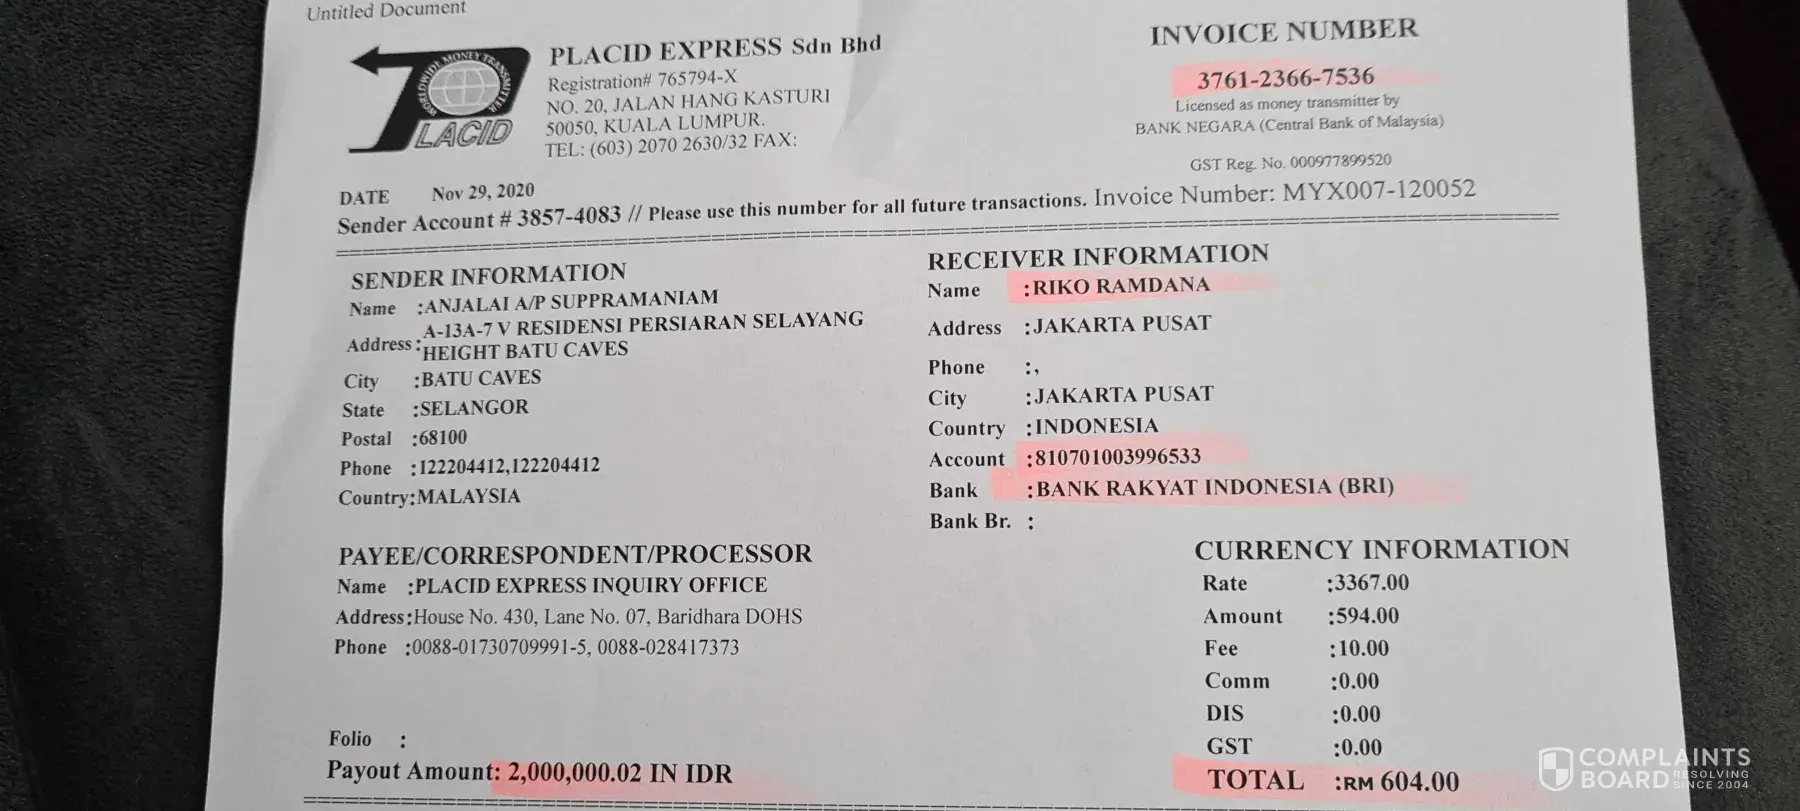 Untitled Document
WORLDWIDE MONEY TRANSMITTER
PLACID
PLACID EXPRESS Sdn Bhd
Registration# 765794-X
NO. 20, JALAN HANG KASTURI
50050, KUALA LUMPUR.
TEL: (603) 2070 2630/32 FAX:
INVOICE NUMBER
3761-2366-7536
Licensed as money transmitter by
BANK NEGARA (Central Bank of Malaysia)
GST Reg. No. 000977899520
DATE Nov 29, 2020
Sender Account # 3857-4083 // Please use this number for all future transactions. Invoice Number: MYX007-120052
SENDER INFORMATION
Name :ANJALAI A/P SUPPRAMANIAM
Address: A-13A-7 V RESIDENSI PERSIARAN SELAYANG
HEIGHT BATU CAVES
City :BATU CAVES
State :SELANGOR
Postal :68100
Phone :122204412,122204412
Country:MALAYSIA
RECEIVER INFORMATION
Name :RIKO RAMDANA
Address :JAKARTA PUSAT
Phone :,
City :JAKARTA PUSAT
Country :INDONESIA
Account :810701003996533
Bank :BANK RAKYAT INDONESIA (BRI)
Bank Br. :
PAYEE/CORRESPONDENT/PROCESSOR
Name :PLACID EXPRESS INQUIRY OFFICE
Address:House No. 430, Lane No. 07, Baridhara DOHS
Phone :0088-01730709991-5, 0088-028417373
CURRENCY INFORMATION
Rate :3367.00
Amount :594.00
Fee :10.00
Comm :0.00
DIS :0.00
GST :0.00
TOTAL :RM 604.00
Folio :
Payout Amount: 2,000,000.02 IN IDR
COMPLAINTS
BOARD RESOLVING
SINCE 2004